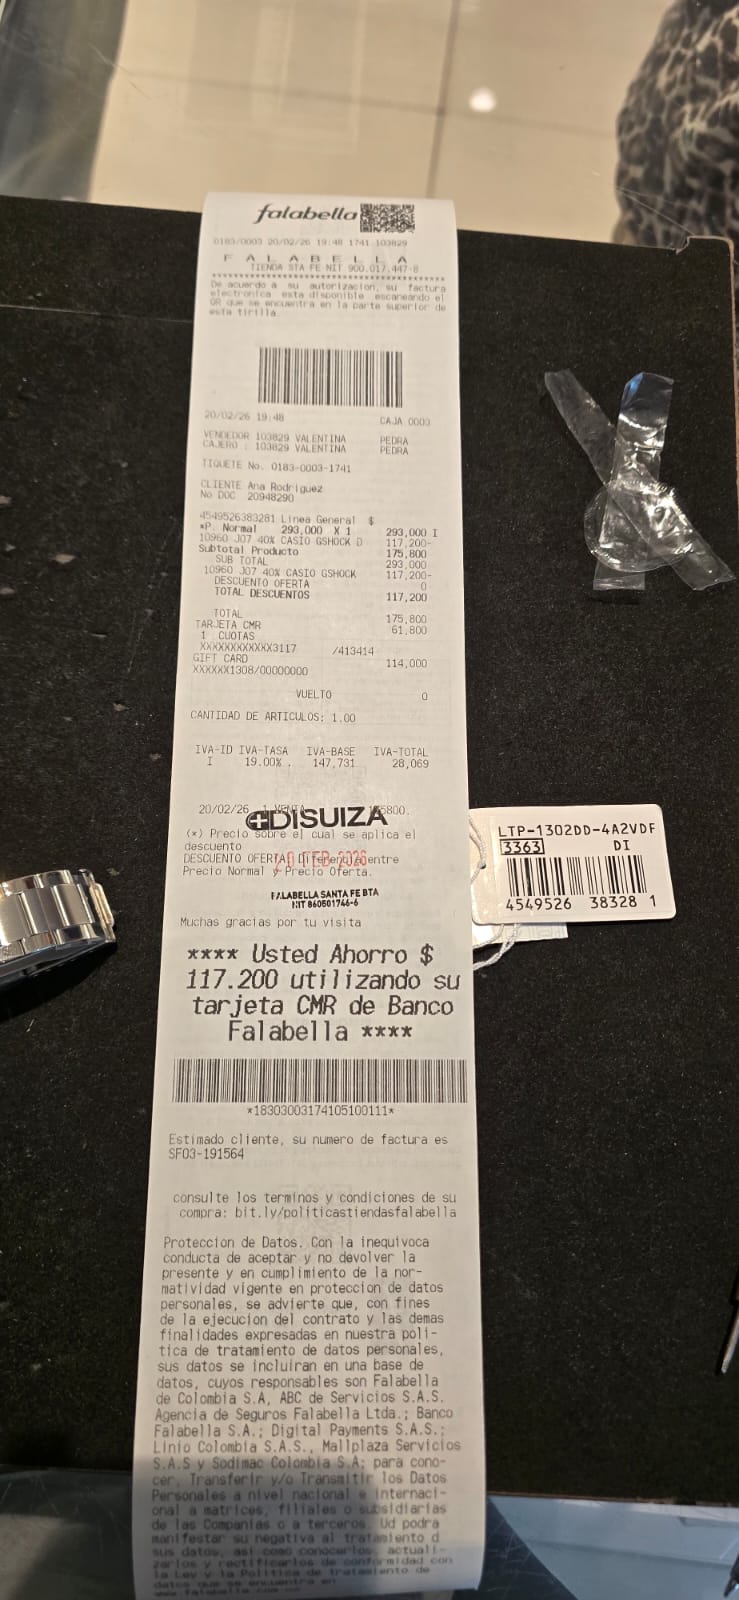 falabella
0183/0003 20/02/26 19:48 1741 103829
F A L A B E L L A
TIENDA STA FE NIT 900.017.447-8
De acuerdo a su autorizacion, su factura
electronica esta disponible escaneando el
QR que se encuentra en la parte superior de
esta tirilla.
20/02/26 19:48 CAJA 0003
VENDEDOR 103829 VALENTINA PEDRA
CAJERO : 103829 VALENTINA PEDRA
TIQUETE No. 0183-0003-1741
CLIENTE Ana Rodriguez
No DOC 20948290
4549526383281 Linea General $
*P. Normal 293,000 X 1 293,000 I
10960 J07 40% CASIO GSHOCK D 117,200-
Subtotal Producto 175,800
SUB TOTAL 293,000
10960 J07 40% CASIO GSHOCK 117,200-
DESCUENTO OFERTA 0
TOTAL DESCUENTOS 117,200
TOTAL 175,800
TARJETA CMR 61,800
1 CUOTAS
XXXXXXXXXXXX3117 /413414
GIFT CARD 114,000
XXXXXX1308/00000000
VUELTO 0
CANTIDAD DE ARTICULOS: 1.00
IVA-ID IVA-TASA IVA-BASE IVA-TOTAL
I 19.00% . 147,731 28,069
20/02/26 1 VENTA 175800.
DISUIZA
(*) Precio sobre el cual se aplica el
descuento
20 FEB 2026
DESCUENTO OFERTA: Diferencia entre
Precio Normal y Precio Oferta.
FALABELLA SANTA FE BTA
NIT 860501746-6
Muchas gracias por tu visita
**** Usted Ahorro $
117.200 utilizando su
tarjeta CMR de Banco
Falabella ****
*18303003174105100111*
Estimado cliente, su numero de factura es
SF03-191564
consulte los terminos y condiciones de su
compra: bit.ly/politicastiendasfalabella
Proteccion de Datos. Con la inequivoca
conducta de aceptar y no devolver la
presente y en cumplimiento de la nor-
matividad vigente en proteccion de datos
personales, se advierte que, con fines
de la ejecucion del contrato y las demas
finalidades expresadas en nuestra poli-
tica de tratamiento de datos personales,
sus datos se incluiran en una base de
datos, cuyos responsables son Falabella
de Colombia S.A, ABC de Servicios S.A.S.
Agencia de Seguros Falabella Ltda.; Banco
Falabella S.A.; Digital Payments S.A.S.;
Linio Colombia S.A.S., Mallplaza Servicios
S.A.S y Sodimac Colombia S.A; para cono-
cer, Transferir y/o Transmitir los Datos
Personales a nivel nacional e internaci-
onal a matrices, filiales o subsidiarias
de las Companias o a terceros. Ud podra
manifestar su negativa al tratamiento d
sus datos, asi como conocerlos, actuali-
zarlos y rectificarlos de conformidad con
la Ley y la Politica de tratamiento de
datos que se encuentra en
www.falabella.com.co
LTP-1302DD-4A2VDF
3363 DI
4549526 38328 1